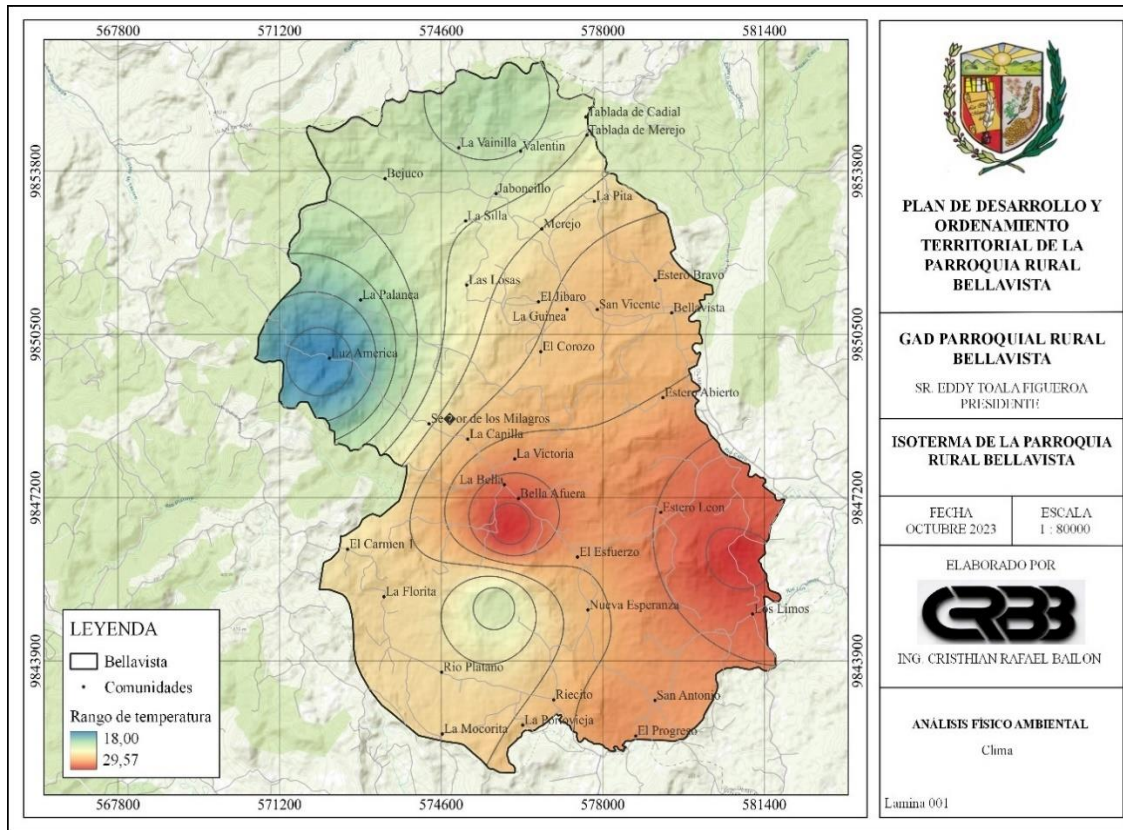 567800 571200 574600 578000 581400
9853800
9850500
9847200
9843900
Tablada de Cadial
Tablada de Merejo
La Vainilla
Valentin
Bejuco
Jaboncillo
La Pita
La Silla
Merejo
Las Losas
Estero Bravo
La Palanca
El Jibaro
San Vicente
La Guinea
Bellavista
El Corozo
Luz America
Estero Abierto
Se�or de los Milagros
La Canilla
La Victoria
La Bella
Bella Afuera
Estero Leon
El Carmen 1
El Esfuerzo
La Florita
Nueva Esperanza
Los Limos
Rio Platano
Riecito
San Antonio
La Mocorita
La Portovieja
El Progreso
LEYENDA
Bellavista
Comunidades
Rango de temperatura
18,00
29,57
567800 571200 574600 578000 581400
9853800
9850500
9847200
9843900
PLAN DE DESARROLLO Y
ORDENAMIENTO
TERRITORIAL DE LA
PARROQUIA RURAL
BELLAVISTA
GAD PARROQUIAL RURAL
BELLAVISTA
SR. EDDY TOALA FIGUEROA
PRESIDENTE
ISOTERMA DE LA PARROQUIA
RURAL BELLAVISTA
FECHA
OCTUBRE 2023
ESCALA
1 : 80000
ELABORADO POR
CRBB
ING. CRISTHIAN RAFAEL BAILON
ANÁLISIS FÍSICO AMBIENTAL
Clima
Lamina 001